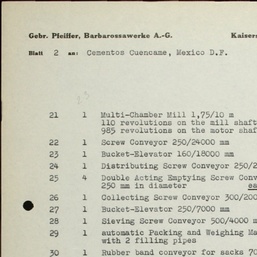 Gebr. Pfeiffer, Barbarossawerke A.-G. Kaisers
Blatt 2 an: Cementos Cuencame, Mexico D.F.
21 1 Multi-Chamber Mill 1,75/10 m
110 revolutions on the mill shaft
985 revolutions on the motor shaf
22 1 Screw Conveyor 250/24000 mm
23 1 Bucket-Elevator 160/18000 mm
24 1 Distributing Screw Conveyor 250/2
25 4 Double Acting Emptying Screw Conv
250 mm in diameter ea
26 1 Collecting Screw Conveyor 300/200
27 1 Bucket-Elevator 250/7000 mm
28 1 Sieving Screw Conveyor 500/4000 m
29 1 automatic Packing and Weighing Ma
with 2 filling pipes
30 1 Rubber band conveyor for sacks 70